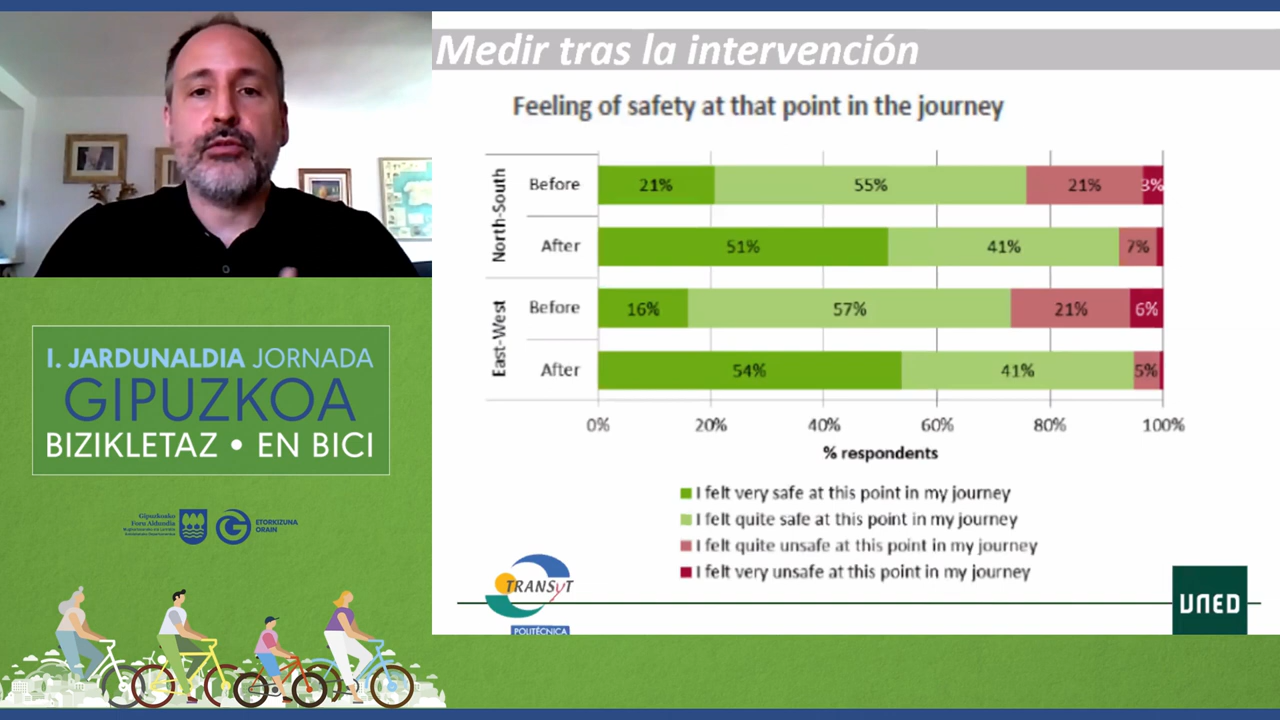 Medir tras la intervención
Feeling of safety at that point in the journey
North-South
Before
21%
55%
21%
3%
After
51%
41%
7%
East-West
Before
16%
57%
21%
6%
After
54%
41%
5%
0%
20%
40%
60%
80%
100%
% respondents
I felt very safe at this point in my journey
I felt quite safe at this point in my journey
I felt quite unsafe at this point in my journey
I felt very unsafe at this point in my journey
TRANSyT
POLITÉCNICA
UNED
I. JARDUNALDIA JORNADA
GIPUZKOA
BIZIKLETAZ • EN BICI
Gipuzkoako
Foru Aldundia
ETORKIZUNA
ORAIN